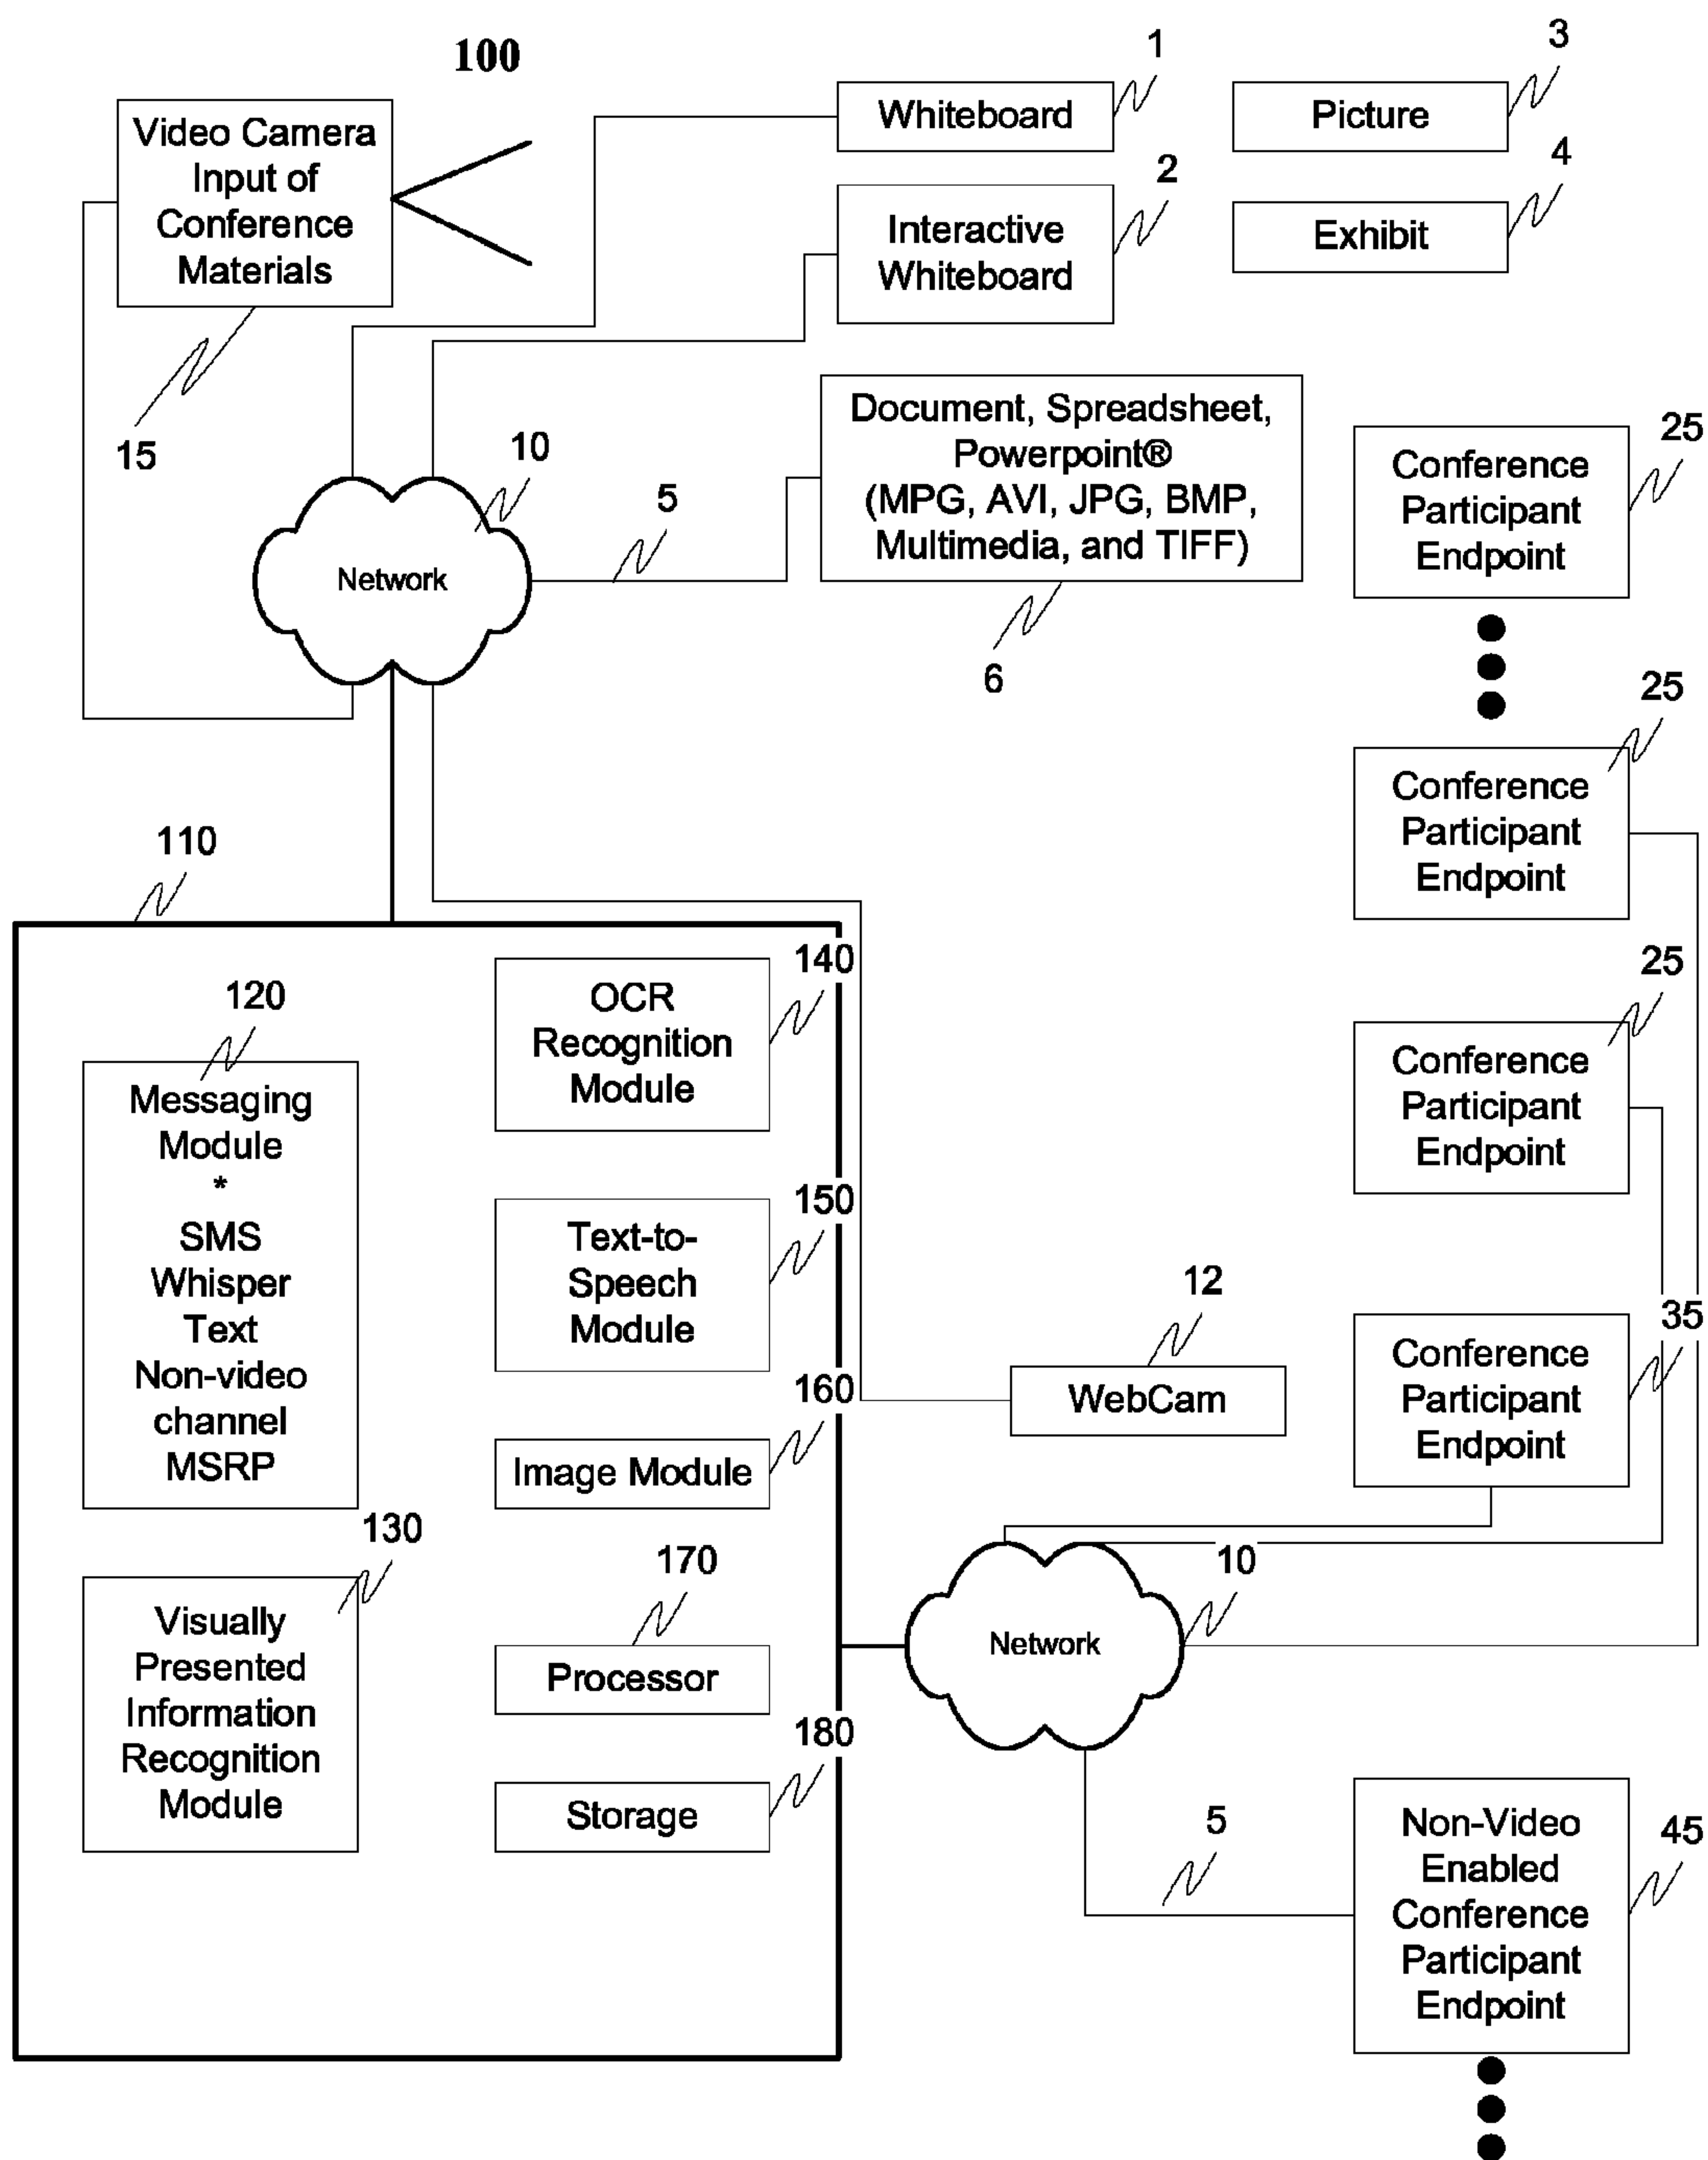 100
1
3
Video Camera
Input of
Conference
Materials
Whiteboard
Picture
2
4
Interactive
Whiteboard
Exhibit
15
10
5
Document, Spreadsheet,
Powerpoint®
(MPG, AVI, JPG, BMP,
Multimedia, and TIFF)
6
Network
25
Conference
Participant
Endpoint
25
Conference
Participant
Endpoint
110
120
Messaging
Module
*
SMS
Whisper
Text
Non-video
channel
MSRP
140
OCR
Recognition
Module
25
Conference
Participant
Endpoint
150
Text-to-
Speech
Module
160
Image Module
12
WebCam
35
Conference
Participant
Endpoint
130
Visually
Presented
Information
Recognition
Module
170
Processor
180
Storage
10
Network
5
45
Non-Video
Enabled
Conference
Participant
Endpoint